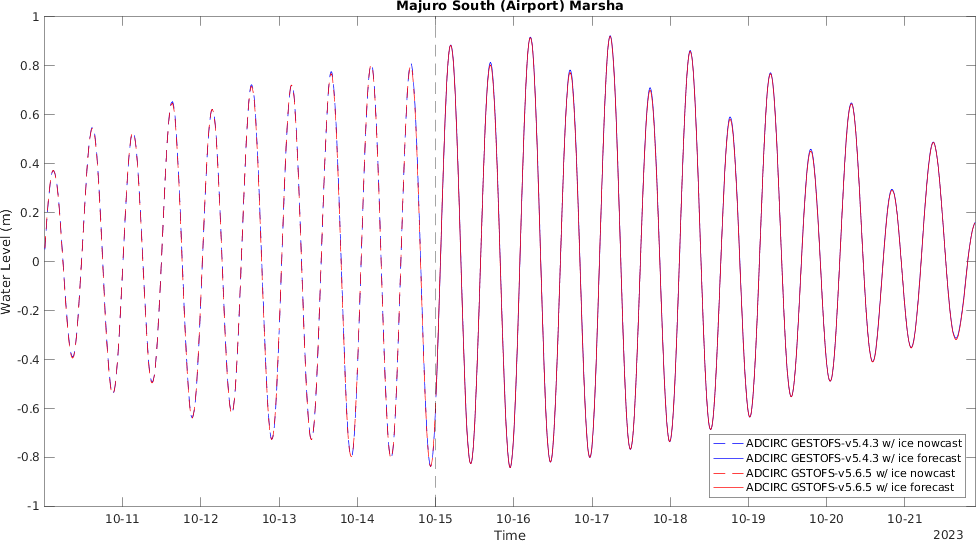 Majuro South (Airport) Marsha
1
0.8
0.6
0.4
0.2
0
-0.2
-0.4
-0.6
-0.8
-1
Water Level (m)
10-11 10-12 10-13 10-14 10-15 10-16 10-17 10-18 10-19 10-20 10-21
Time
2023
ADCIRC GESTOFS-v5.4.3 w/ ice nowcast
ADCIRC GESTOFS-v5.4.3 w/ ice forecast
ADCIRC GSTOFS-v5.6.5 w/ ice nowcast
ADCIRC GSTOFS-v5.6.5 w/ ice forecast